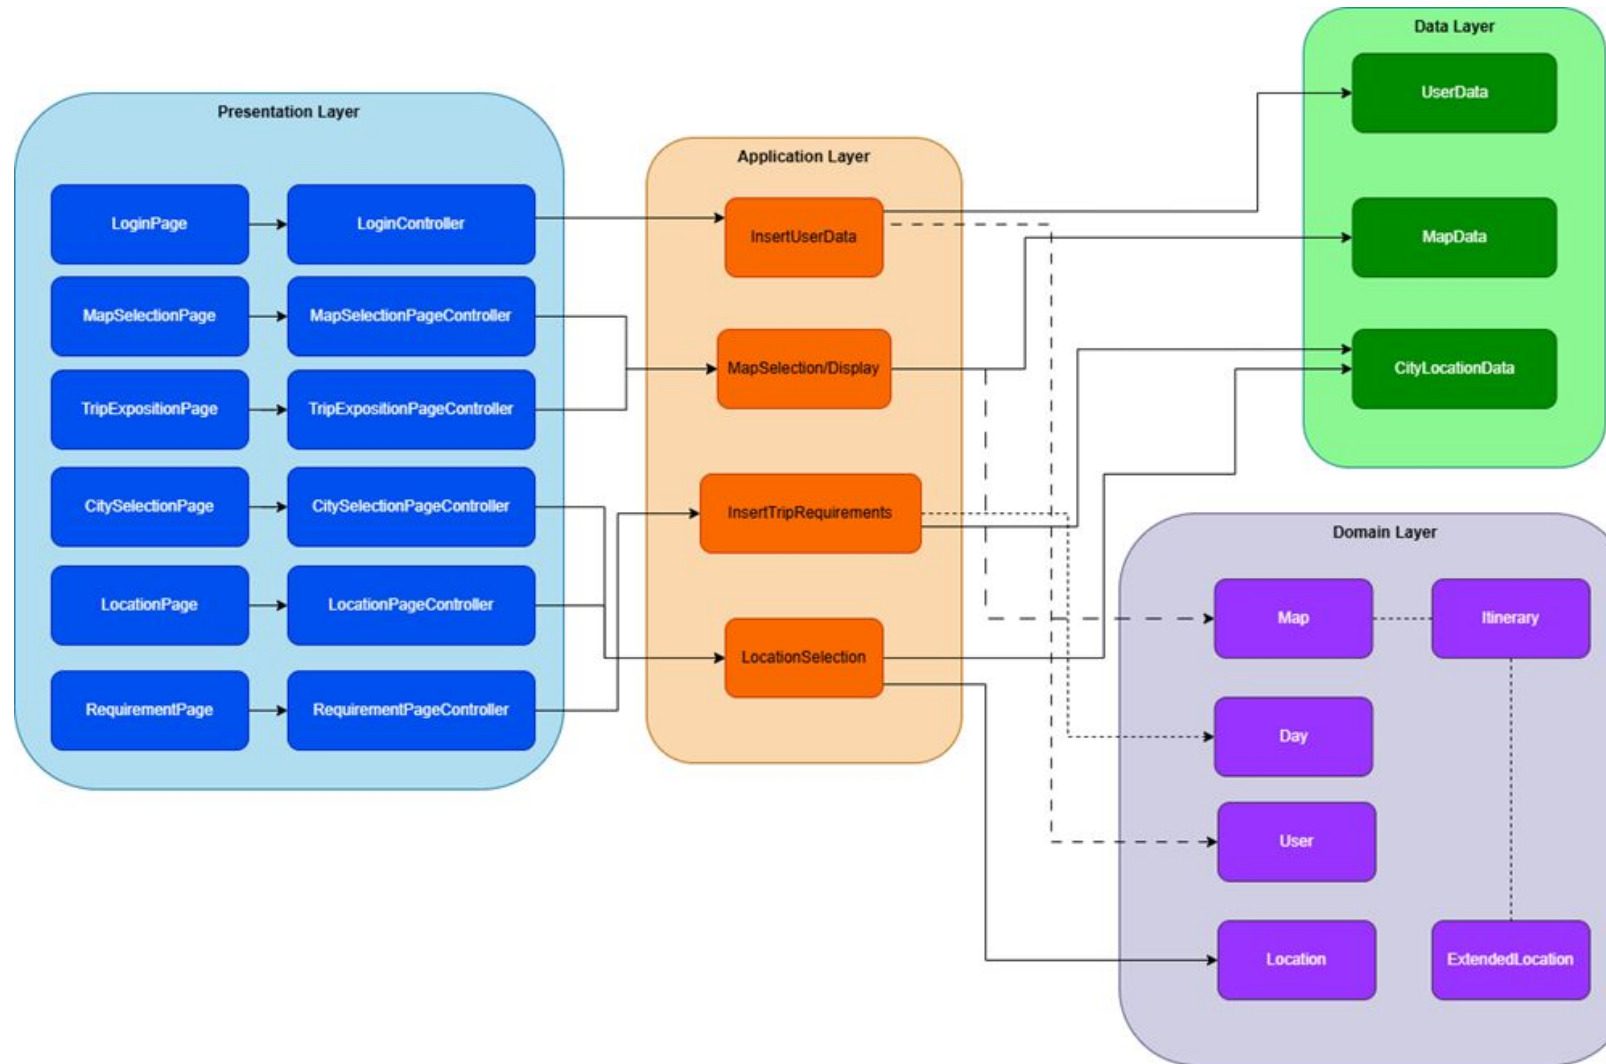 Data Layer
UserData
MapData
CityLocationData
Presentation Layer
LoginPage
LoginController
MapSelectionPage
MapSelectionPageController
TripExpositionPage
TripExpositionPageController
CitySelectionPage
CitySelectionPageController
LocationPage
LocationPageController
RequirementPage
RequirementPageController
Application Layer
InsertUserData
MapSelection/Display
InsertTripRequirements
LocationSelection
Domain Layer
Map
Itinerary
Day
User
Location
ExtendedLocation